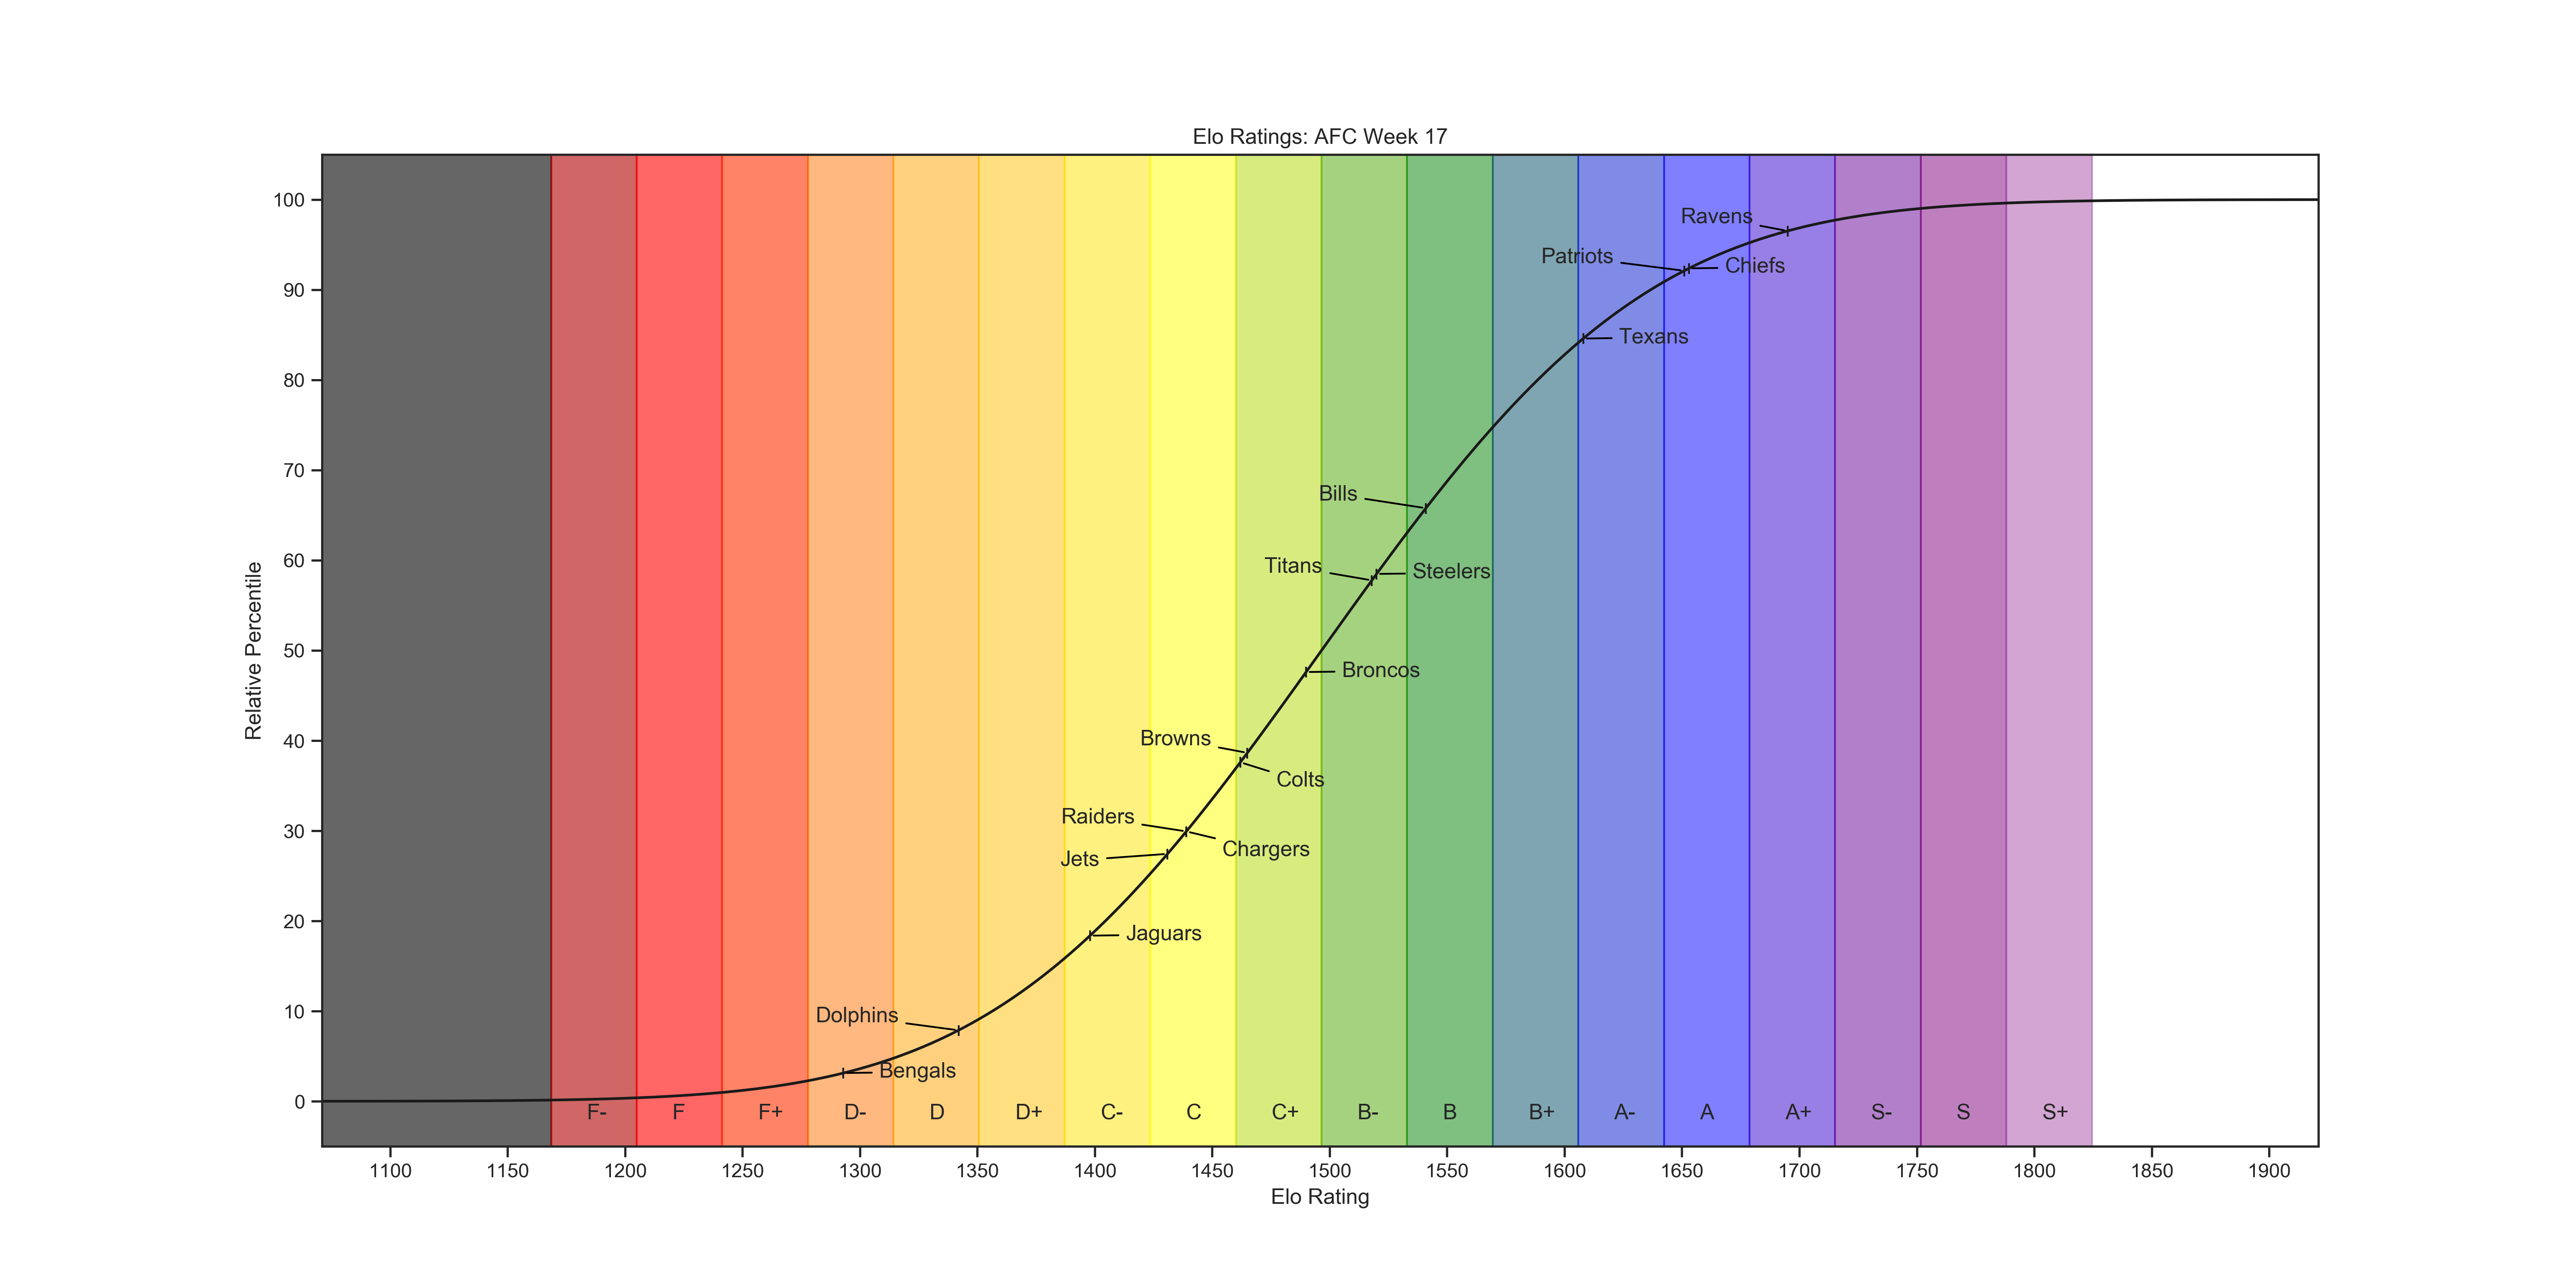 Elo Ratings: AFC Week 17
100
90
80
70
60
50
40
30
20
10
0
Relative Percentile
Ravens
Patriots
Chiefs
Texans
Bills
Titans
Steelers
Broncos
Browns
Colts
Raiders
Chargers
Jets
Jaguars
Dolphins
Bengals
F- F F+ D- D D+ C- C C+ B- B B+ A- A A+ S- S S+
1100 1150 1200 1250 1300 1350 1400 1450 1500 1550 1600 1650 1700 1750 1800 1850 1900
Elo Rating